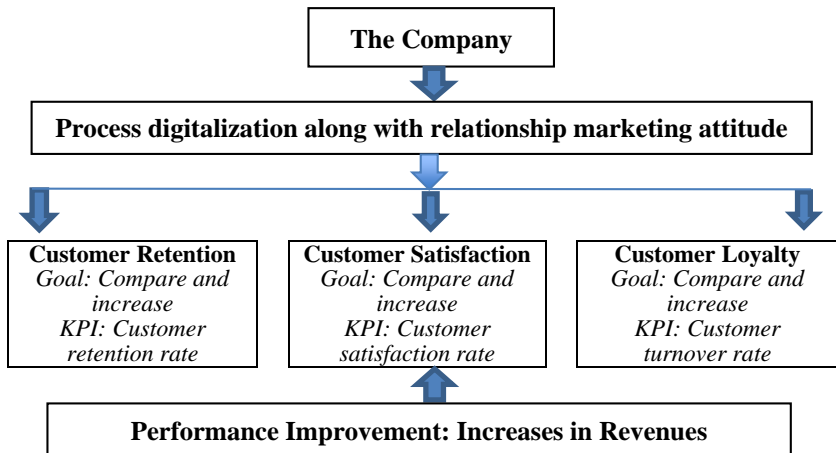 The Company
Process digitalization along with relationship marketing attitude
Customer Retention
Goal: Compare and
increase
KPI: Customer
retention rate
Customer Satisfaction
Goal: Compare and
increase
KPI: Customer
satisfaction rate
Customer Loyalty
Goal: Compare and
increase
KPI: Customer
turnover rate
Performance Improvement: Increases in Revenues